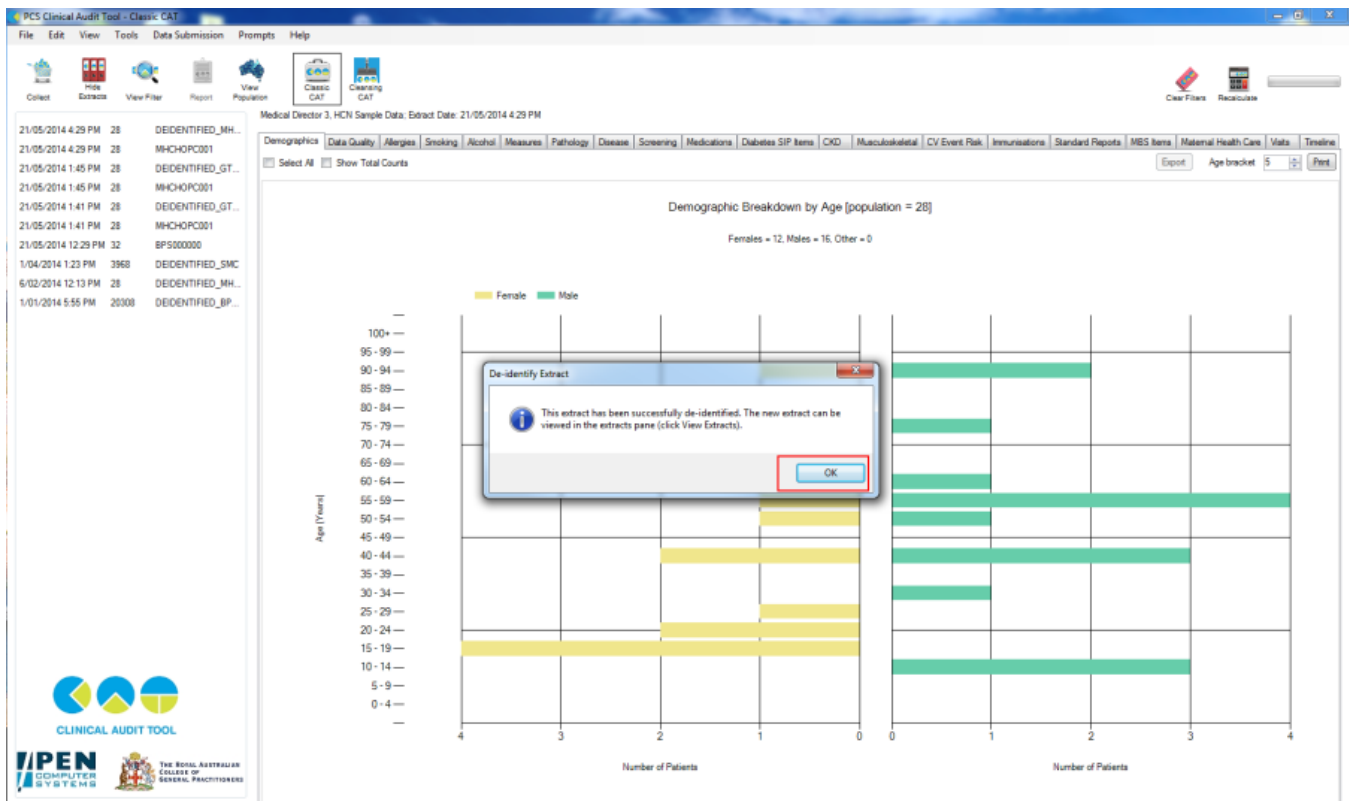 PCS Clinical Audit Tool - Classic CAT
File Edit View Tools Data Submission Prompts Help
Collect
Hide Extracts
View Filter
Report
View Population
Classic CAT
Cleansing CAT
Clear Filters
Recalculate
Medical Director 3, HCN Sample Data; Extract Date: 21/05/2014 4:29 PM
21/05/2014 4:29 PM 28 DEIDENTIFIED_MH...
21/05/2014 4:29 PM 28 MHCHOPC001
21/05/2014 1:45 PM 28 DEIDENTIFIED_GT...
21/05/2014 1:45 PM 28 MHCHOPC001
21/05/2014 1:41 PM 28 DEIDENTIFIED_GT...
21/05/2014 1:41 PM 28 MHCHOPC001
21/05/2014 12:29 PM 32 BPS000000
1/04/2014 1:23 PM 3968 DEIDENTIFIED_SMC
6/02/2014 12:13 PM 28 DEIDENTIFIED_MH...
1/01/2014 5:55 PM 20308 DEIDENTIFIED_BP...
Demographics Data Quality Allergies Smoking Alcohol Measures Pathology Disease Screening Medications Diabetes SIP Items CKD Musculoskeletal CV Event Risk Immunisations Standard Reports MBS Items Maternal Health Care Visits Timeline
Select All Show Total Counts Export Age bracket 5 Print
Demographic Breakdown by Age [population = 28]
Females = 12, Males = 16, Other = 0
Female Male
100+
95 - 99
90 - 94
85 - 89
80 - 84
75 - 79
70 - 74
65 - 69
60 - 64
55 - 59
50 - 54
45 - 49
40 - 44
35 - 39
30 - 34
25 - 29
20 - 24
15 - 19
10 - 14
5 - 9
0 - 4
Age (Years)
4 3 2 1 0 0 1 2 3 4
Number of Patients Number of Patients
De-identify Extract
This extract has been successfully de-identified. The new extract can be
viewed in the extracts pane (click View Extracts).
OK
CLINICAL AUDIT TOOL
PEN
COMPUTER
SYSTEMS
THE ROYAL AUSTRALIAN
COLLEGE OF
GENERAL PRACTITIONERS